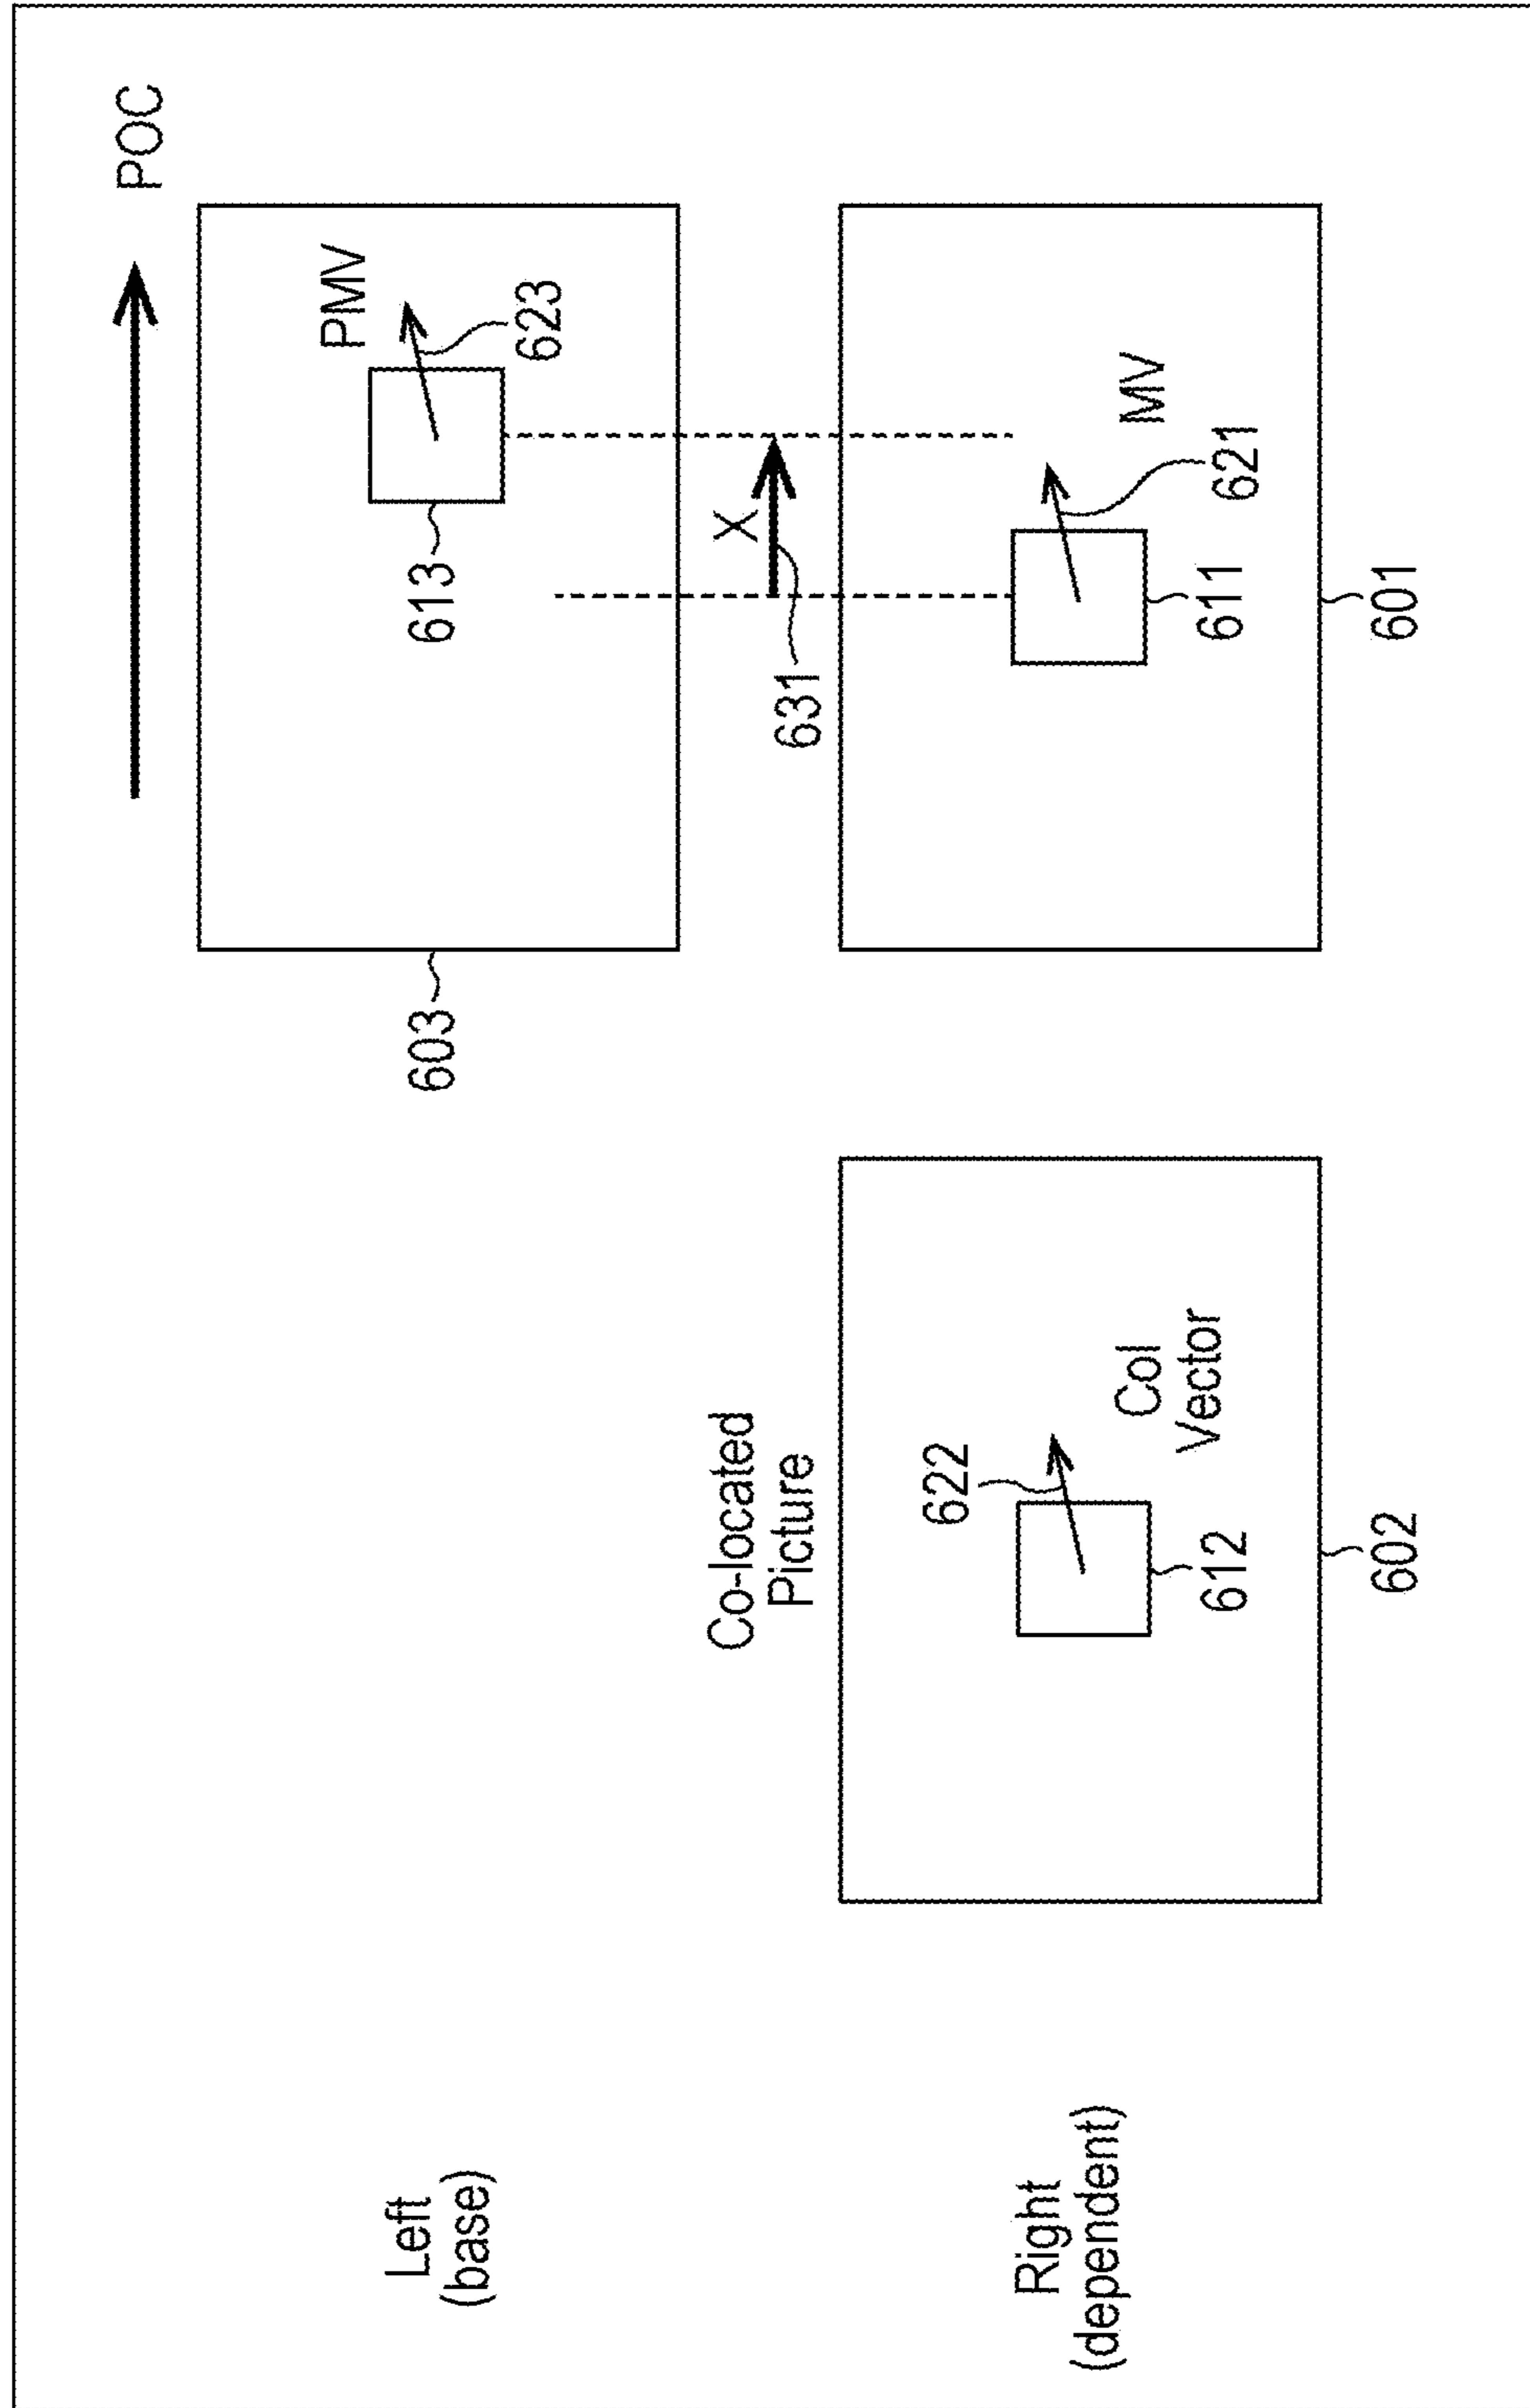 POC
PMV
Left
(base)
603
613
623
Co-located
Picture
X
631
Right
(dependent)
622
Col
Vector
MV
612
611
621
602
601